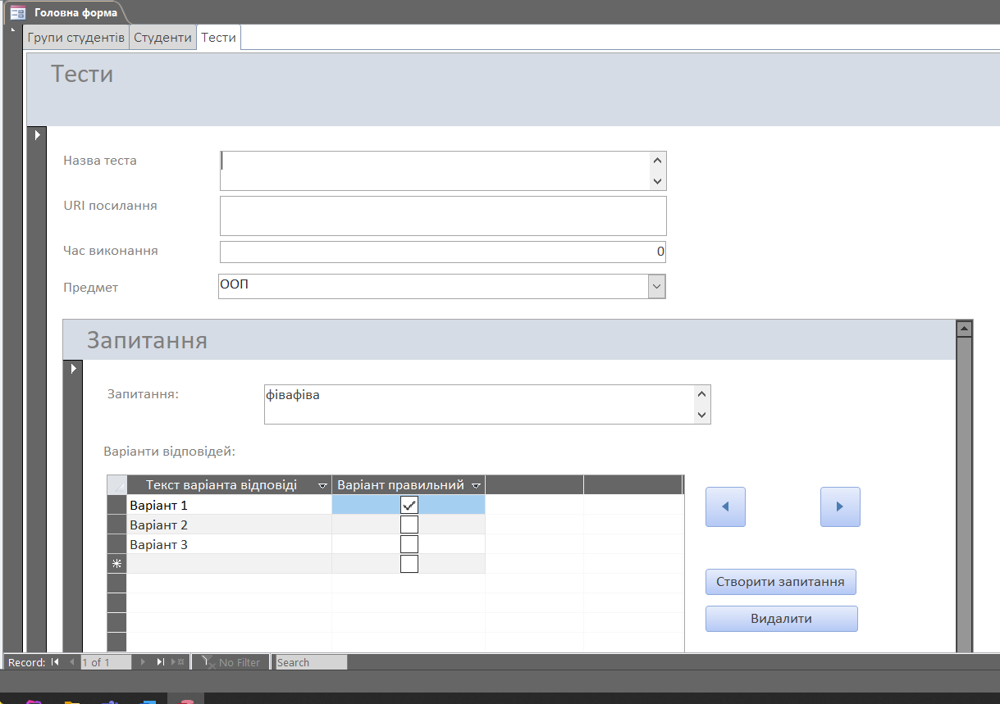 Головна форма
Групи студентів Студенти Тести
Тести
Назва теста
URI посилання
Час виконання 0
Предмет ООП
Запитання
Запитання: фівафіва
Варіанти відповідей:
Текст варіанта відповіді Варіант правильний
Варіант 1
Варіант 2
Варіант 3
Створити запитання
Видалити
Record: 1 of 1 No Filter Search